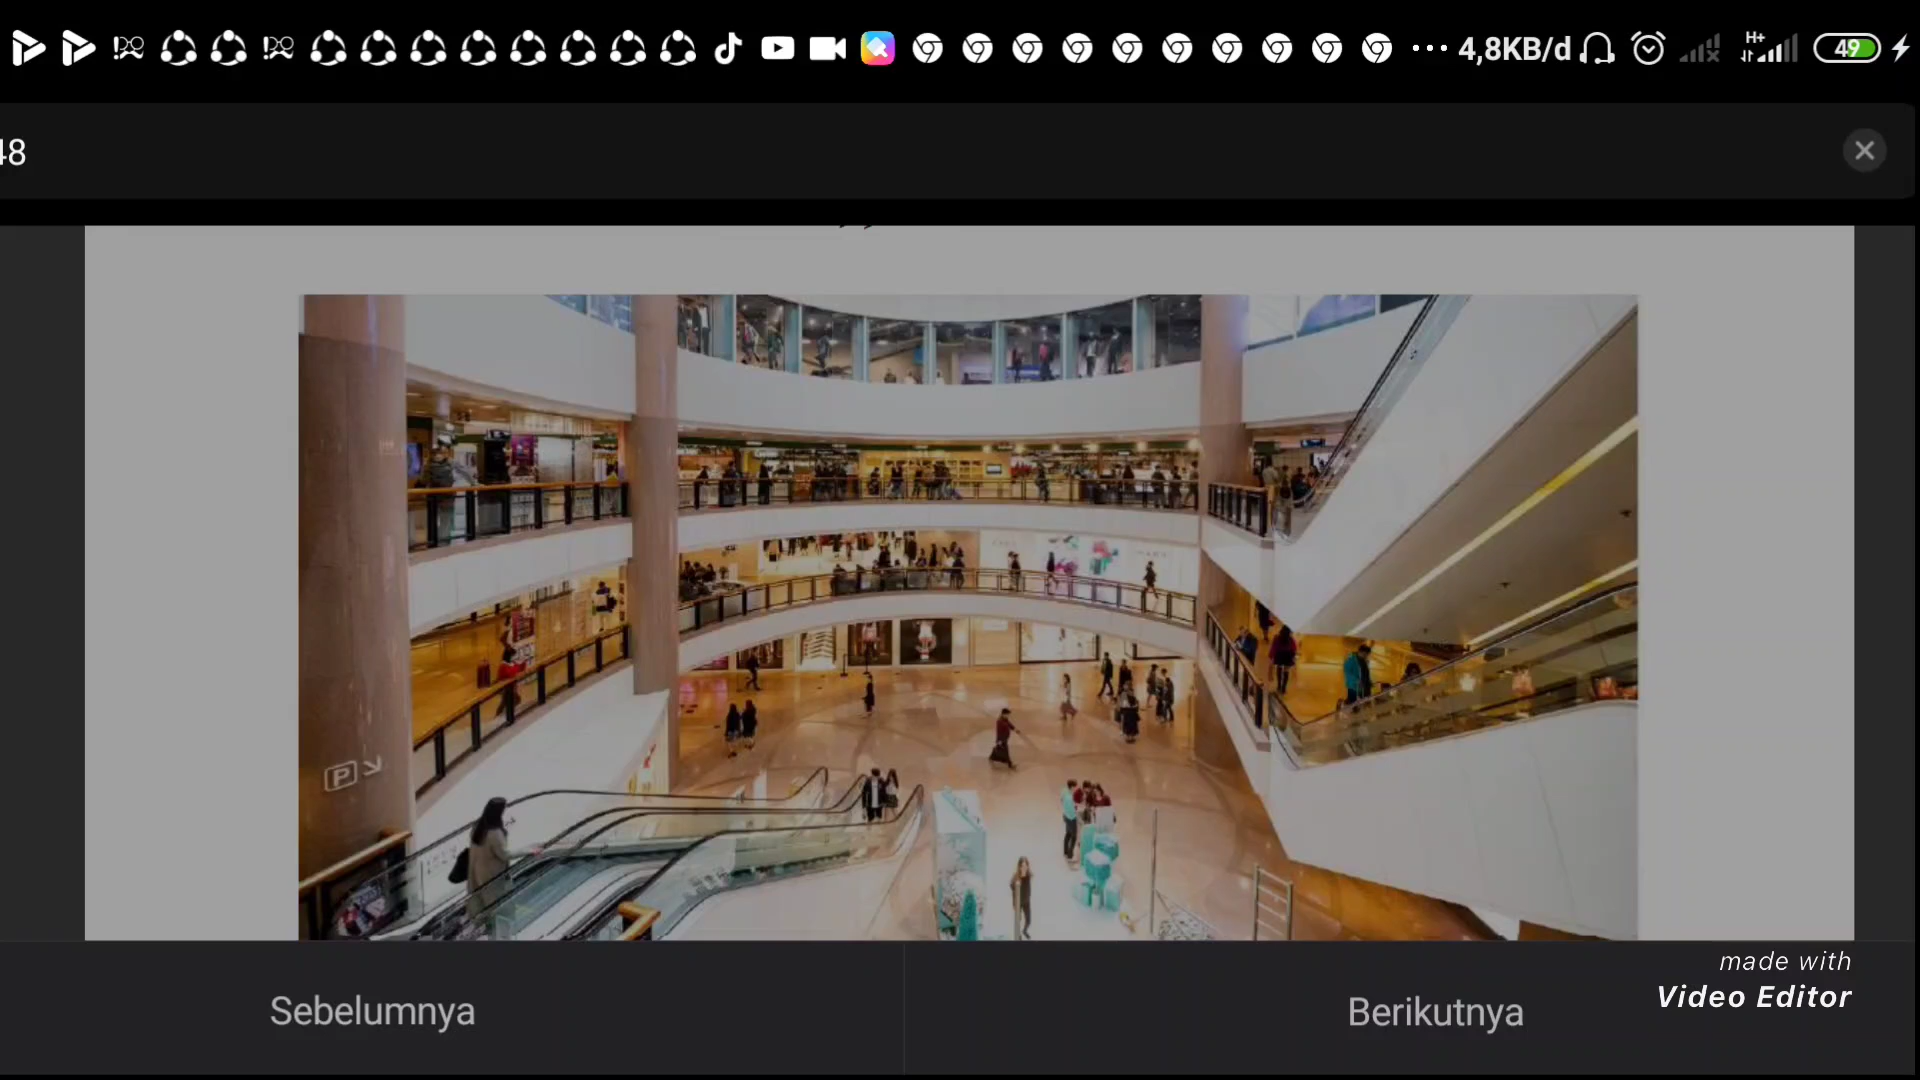 4,8KB/d
H+
49
48
P
Sebelumnya
Berikutnya
made with
Video Editor